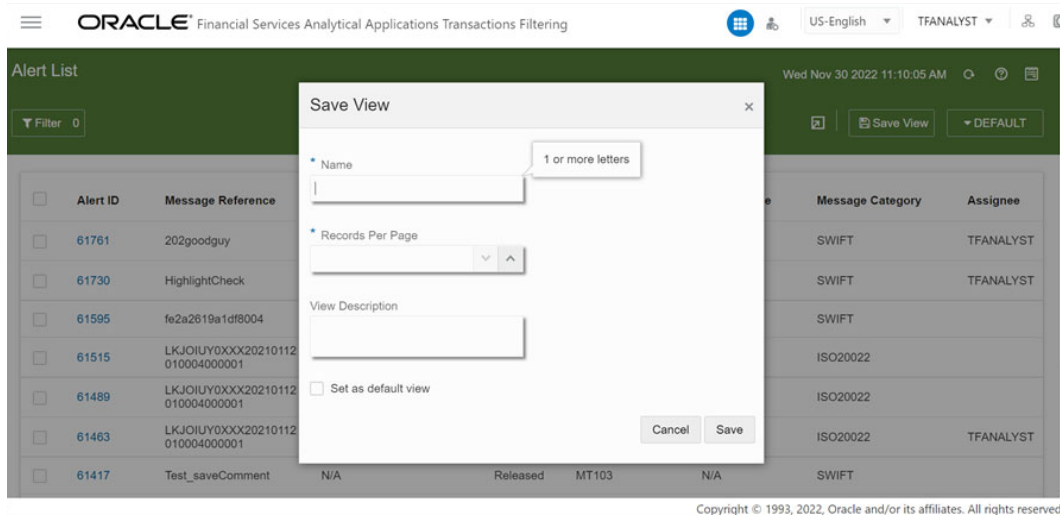 ORACLE® Financial Services Analytical Applications Transactions Filtering US-English TFANALYST
Alert List Wed Nov 30 2022 11:10:05 AM
Filter 0 Save View DEFAULT
Save View ×
* Name 1 or more letters
* Records Per Page
View Description
Set as default view
Cancel Save
Alert ID Message Reference Message Category Assignee
61761 202goodguy SWIFT TFANALYST
61730 HighlightCheck SWIFT TFANALYST
61595 fe2a2619a1df8004 SWIFT
61515 LKJOIUY0XXX20210112 ISO20022
010004000001
61489 LKJOIUY0XXX20210112 ISO20022
010004000001
61463 LKJOIUY0XXX20210112 ISO20022 TFANALYST
010004000001
61417 Test_saveComment N/A Released MT103 N/A SWIFT
Copyright © 1993, 2022, Oracle and/or its affiliates. All rights reserved